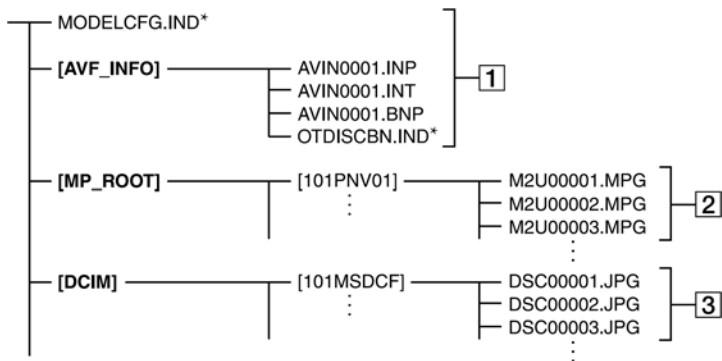 MODELCFG.IND*
[AVF_INFO]
AVIN0001.INP
AVIN0001.INT
AVIN0001.BNP
OTDISCBN.IND*
1
[MP_ROOT]
[101PNV01]
M2U00001.MPG
M2U00002.MPG
M2U00003.MPG
2
[DCIM]
[101MSDCF]
DSC00001.JPG
DSC00002.JPG
DSC00003.JPG
3